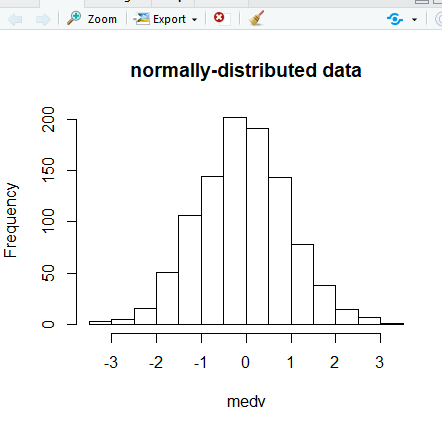 Zoom Export
normally-distributed data
Frequency
200
150
100
50
0
-3 -2 -1 0 1 2 3
medv